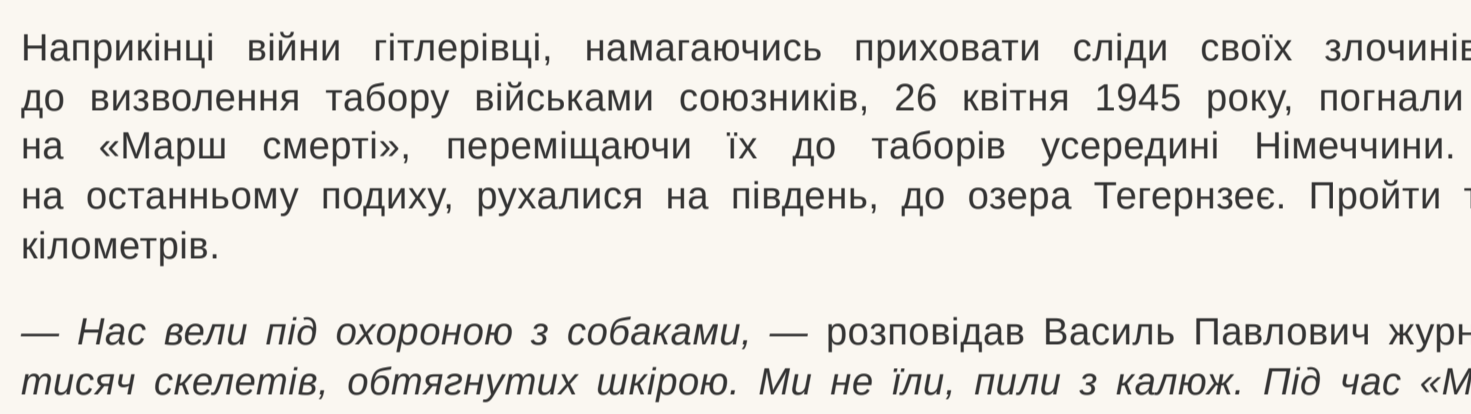 Наприкінці війни гітлерівці, намагаючись приховати сліди своїх злочинів
до визволення табору військами союзників, 26 квітня 1945 року, погнали
на «Марш смерті», переміщаючи їх до таборів усередині Німеччини.
на останньому подиху, рухалися на південь, до озера Тегернзеє. Пройти
кілометрів.
— Нас вели під охороною з собаками, — розповідав Василь Павлович
тисяч скелетів, обтягнутих шкірою. Ми не їли, пили з калюж. Під час